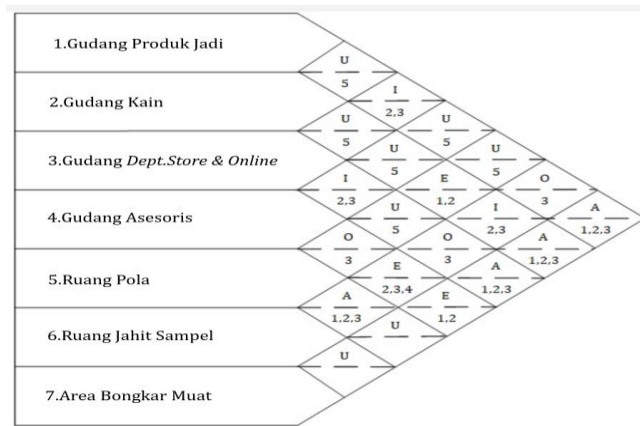 1.Gudang Produk Jadi
U
5
I
2.Gudang Kain
2,3
U U
5 5
U U
3.Gudang Dept.Store & Online
5 5
I E O
2,3 1,2 3
U I A
4.Gudang Asesoris
5 2,3 1,2,3
O O A
3 3 1,2,3
E A
5.Ruang Pola
2,3,4 1,2,3
A E
1,2,3 1,2
U
6.Ruang Jahit Sampel
U
7.Area Bongkar Muat